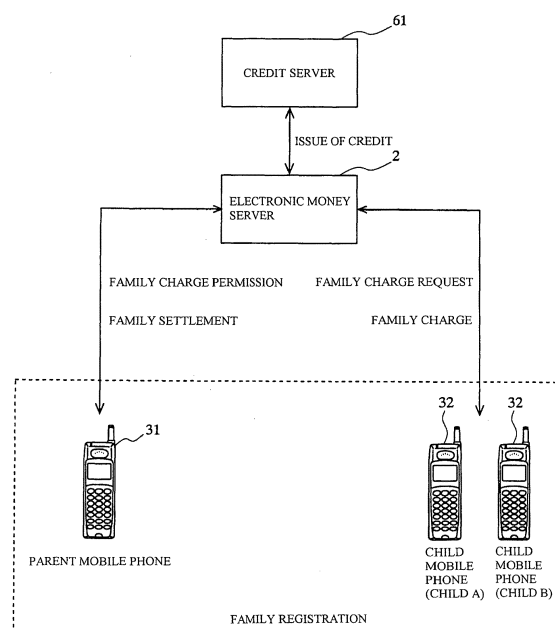 61
CREDIT SERVER
ISSUE OF CREDIT
2
ELECTRONIC MONEY
SERVER
FAMILY CHARGE PERMISSION
FAMILY CHARGE REQUEST
FAMILY SETTLEMENT
FAMILY CHARGE
31
32
32
PARENT MOBILE PHONE
CHILD
MOBILE
PHONE
(CHILD A)
CHILD
MOBILE
PHONE
(CHILD B)
FAMILY REGISTRATION